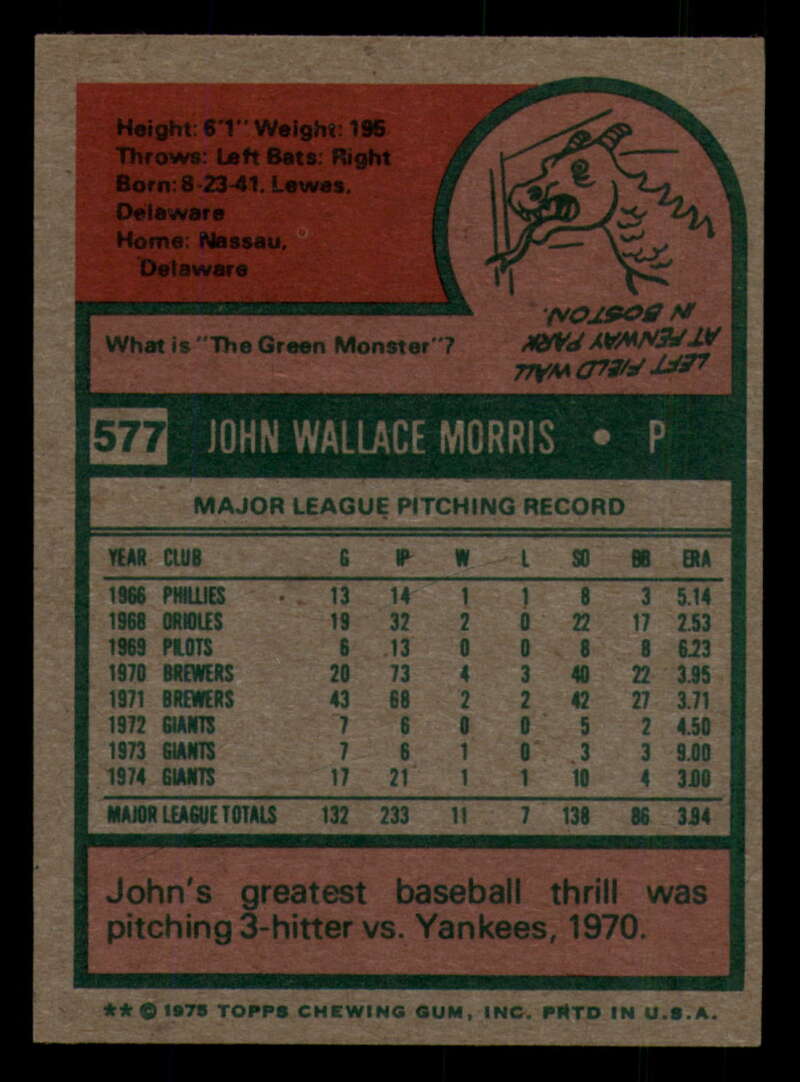 Height: 6'1" Weight: 195
Throws: Left Bats: Right
Born: 8-23-41, Lewes,
Delaware
Home: Nassau,
Delaware
What is "The Green Monster"?
LEFT FIELD WALL
AT FENWAY PARK
IN BOSTON.
577 JOHN WALLACE MORRIS • P
MAJOR LEAGUE PITCHING RECORD
YEAR CLUB G IP W L SO BB ERA
1966 PHILLIES 13 14 1 1 8 3 5.14
1968 ORIOLES 19 32 2 0 22 17 2.53
1969 PILOTS 6 13 0 0 8 8 6.23
1970 BREWERS 20 73 4 3 40 22 3.95
1971 BREWERS 43 68 2 2 42 27 3.71
1972 GIANTS 7 6 0 0 5 2 4.50
1973 GIANTS 7 6 1 0 3 3 9.00
1974 GIANTS 17 21 1 1 10 4 3.00
MAJOR LEAGUE TOTALS 132 233 11 7 138 86 3.94
John's greatest baseball thrill was
pitching 3-hitter vs. Yankees, 1970.
** © 1975 TOPPS CHEWING GUM, INC. PRTD IN U.S.A.